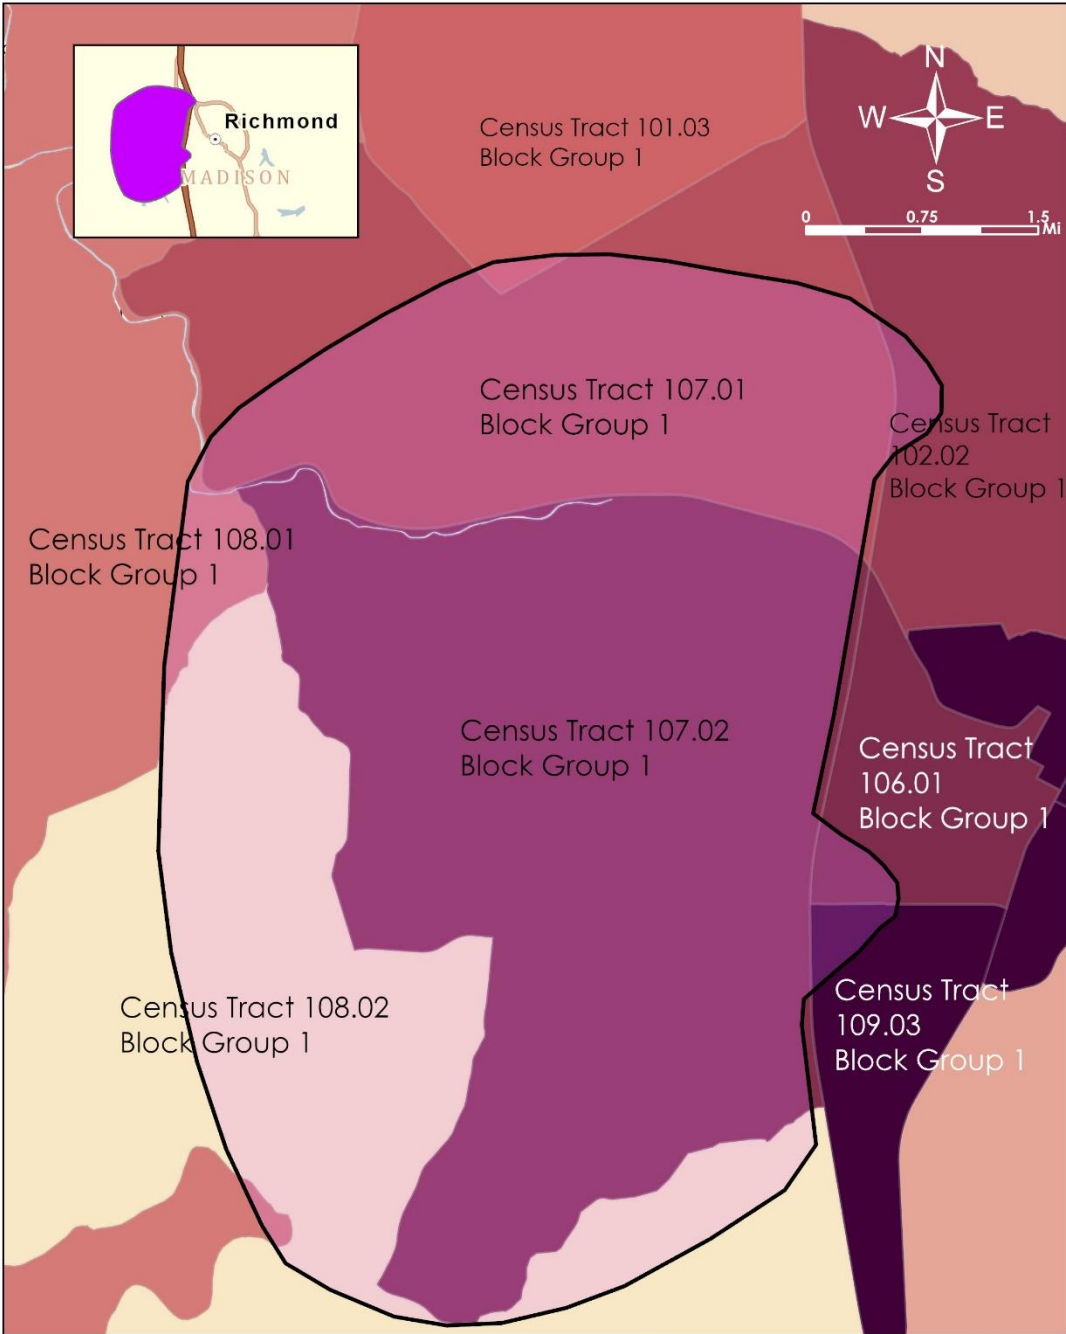 Richmond
MADISON
N
W E
S
0 0.75 1.5
Mi
Census Tract 101.03
Block Group 1
Census Tract 107.01
Block Group 1
Census Tract
102.02
Block Group 1
Census Tract 108.01
Block Group 1
Census Tract 107.02
Block Group 1
Census Tract
106.01
Block Group 1
Census Tract 108.02
Block Group 1
Census Tract
109.03
Block Group 1